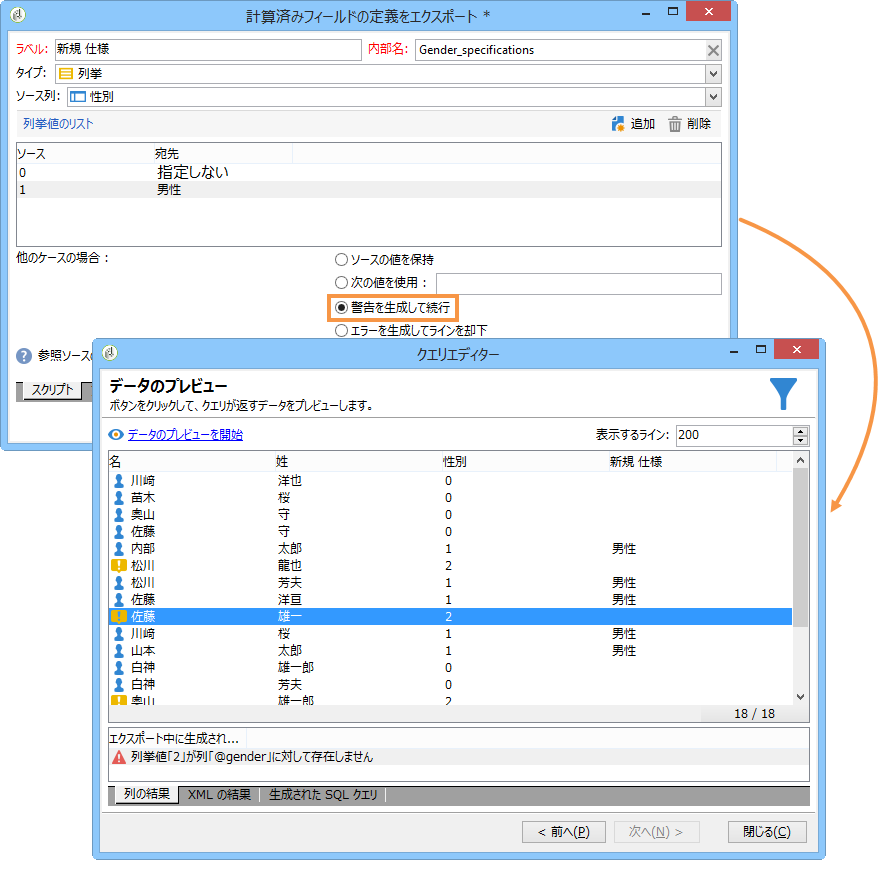 計算済みフィールドの定義をエクスポート *
ラベル: 新規 仕様 内部名: Gender_specifications
タイプ: 列挙
ソース列: 性別
列挙値のリスト 追加 削除
ソース 宛先
0 指定しない
1 男性
他のケースの場合： ソースの値を保持
次の値を使用：
警告を生成して続行
エラーを生成してラインを却下
参照ソース
スクリプト
クエリエディター
データのプレビュー
ボタンをクリックして、クエリが返すデータをプレビューします。
データのプレビューを開始 表示するライン: 200
名 姓 性別 新規 仕様
川﨑 洋也 0
苗木 桜 0
奥山 守 0
佐藤 守 0
内部 太郎 1 男性
松川 龍也 2
松川 芳夫 1 男性
佐藤 洋亘 1 男性
佐藤 雄一 2
川﨑 桜 1 男性
山本 太郎 1 男性
白神 雄一郎 0
白神 芳夫 0
奥山 雄一郎 2
18 / 18
エクスポート中に生成され...
列挙値「2」が列「@gender」に対して存在しません
列の結果 XML の結果 生成された SQL クエリ
< 前へ(P) 次へ(N) > 閉じる(C)